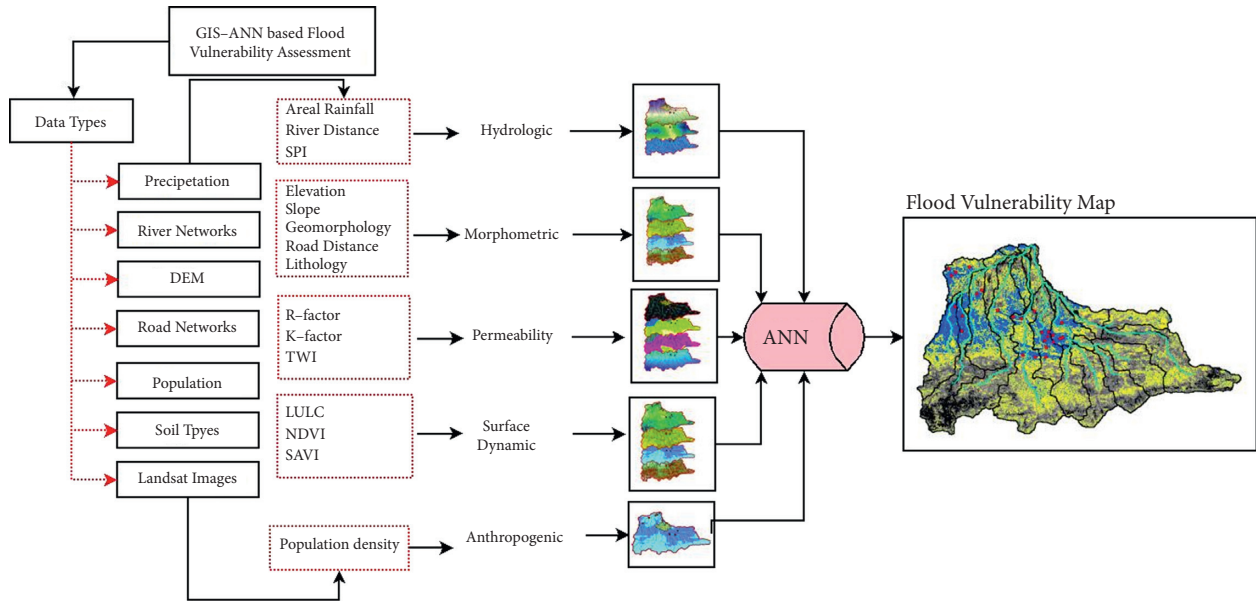 GIS–ANN based Flood
Vulnerability Assessment
Data Types
Precipetation
River Networks
DEM
Road Networks
Population
Soil Tpyes
Landsat Images
Areal Rainfall
River Distance
SPI
Elevation
Slope
Geomorphology
Road Distance
Lithology
R–factor
K–factor
TWI
LULC
NDVI
SAVI
Population density
Hydrologic
Morphometric
Permeability
Surface
Dynamic
Anthropogenic
ANN
Flood Vulnerability Map